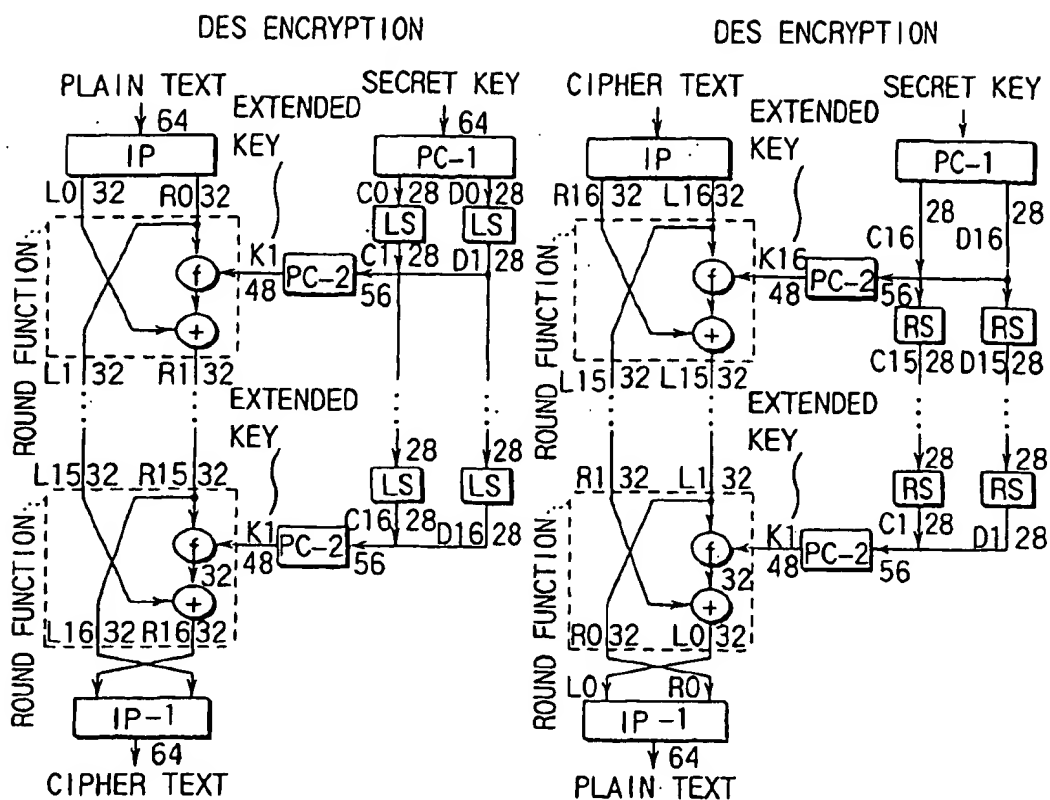 DES ENCRYPTION
PLAIN TEXT
64
SECRET KEY
64
EXTENDED
KEY
IP
PC-1
L0 32 R0 32
C0 28 D0 28
LS LS
C1 28 D1 28
ROUND FUNCTION
f
K1
48
PC-2
56
+
L1 32 R1 32
EXTENDED
KEY
28 28
LS LS
L15 32 R15 32
C16 28 D16 28
ROUND FUNCTION
f
K1
48
PC-2
56
32
+
L16 32 R16 32
IP-1
64
CIPHER TEXT
DES ENCRYPTION
CIPHER TEXT
SECRET KEY
EXTENDED
KEY
IP
PC-1
R16 32 L16 32
28 28
C16 D16
ROUND FUNCTION
f
K16
48
PC-2
56
+
RS RS
C15 28 D15 28
L15 32 L15 32
EXTENDED
KEY
28 28
RS RS
R1 32 L1 32
C1 28 D1 28
ROUND FUNCTION
f
K1
48
PC-2
56
32
+
R0 32 L0 32
L0 R0
IP-1
64
PLAIN TEXT